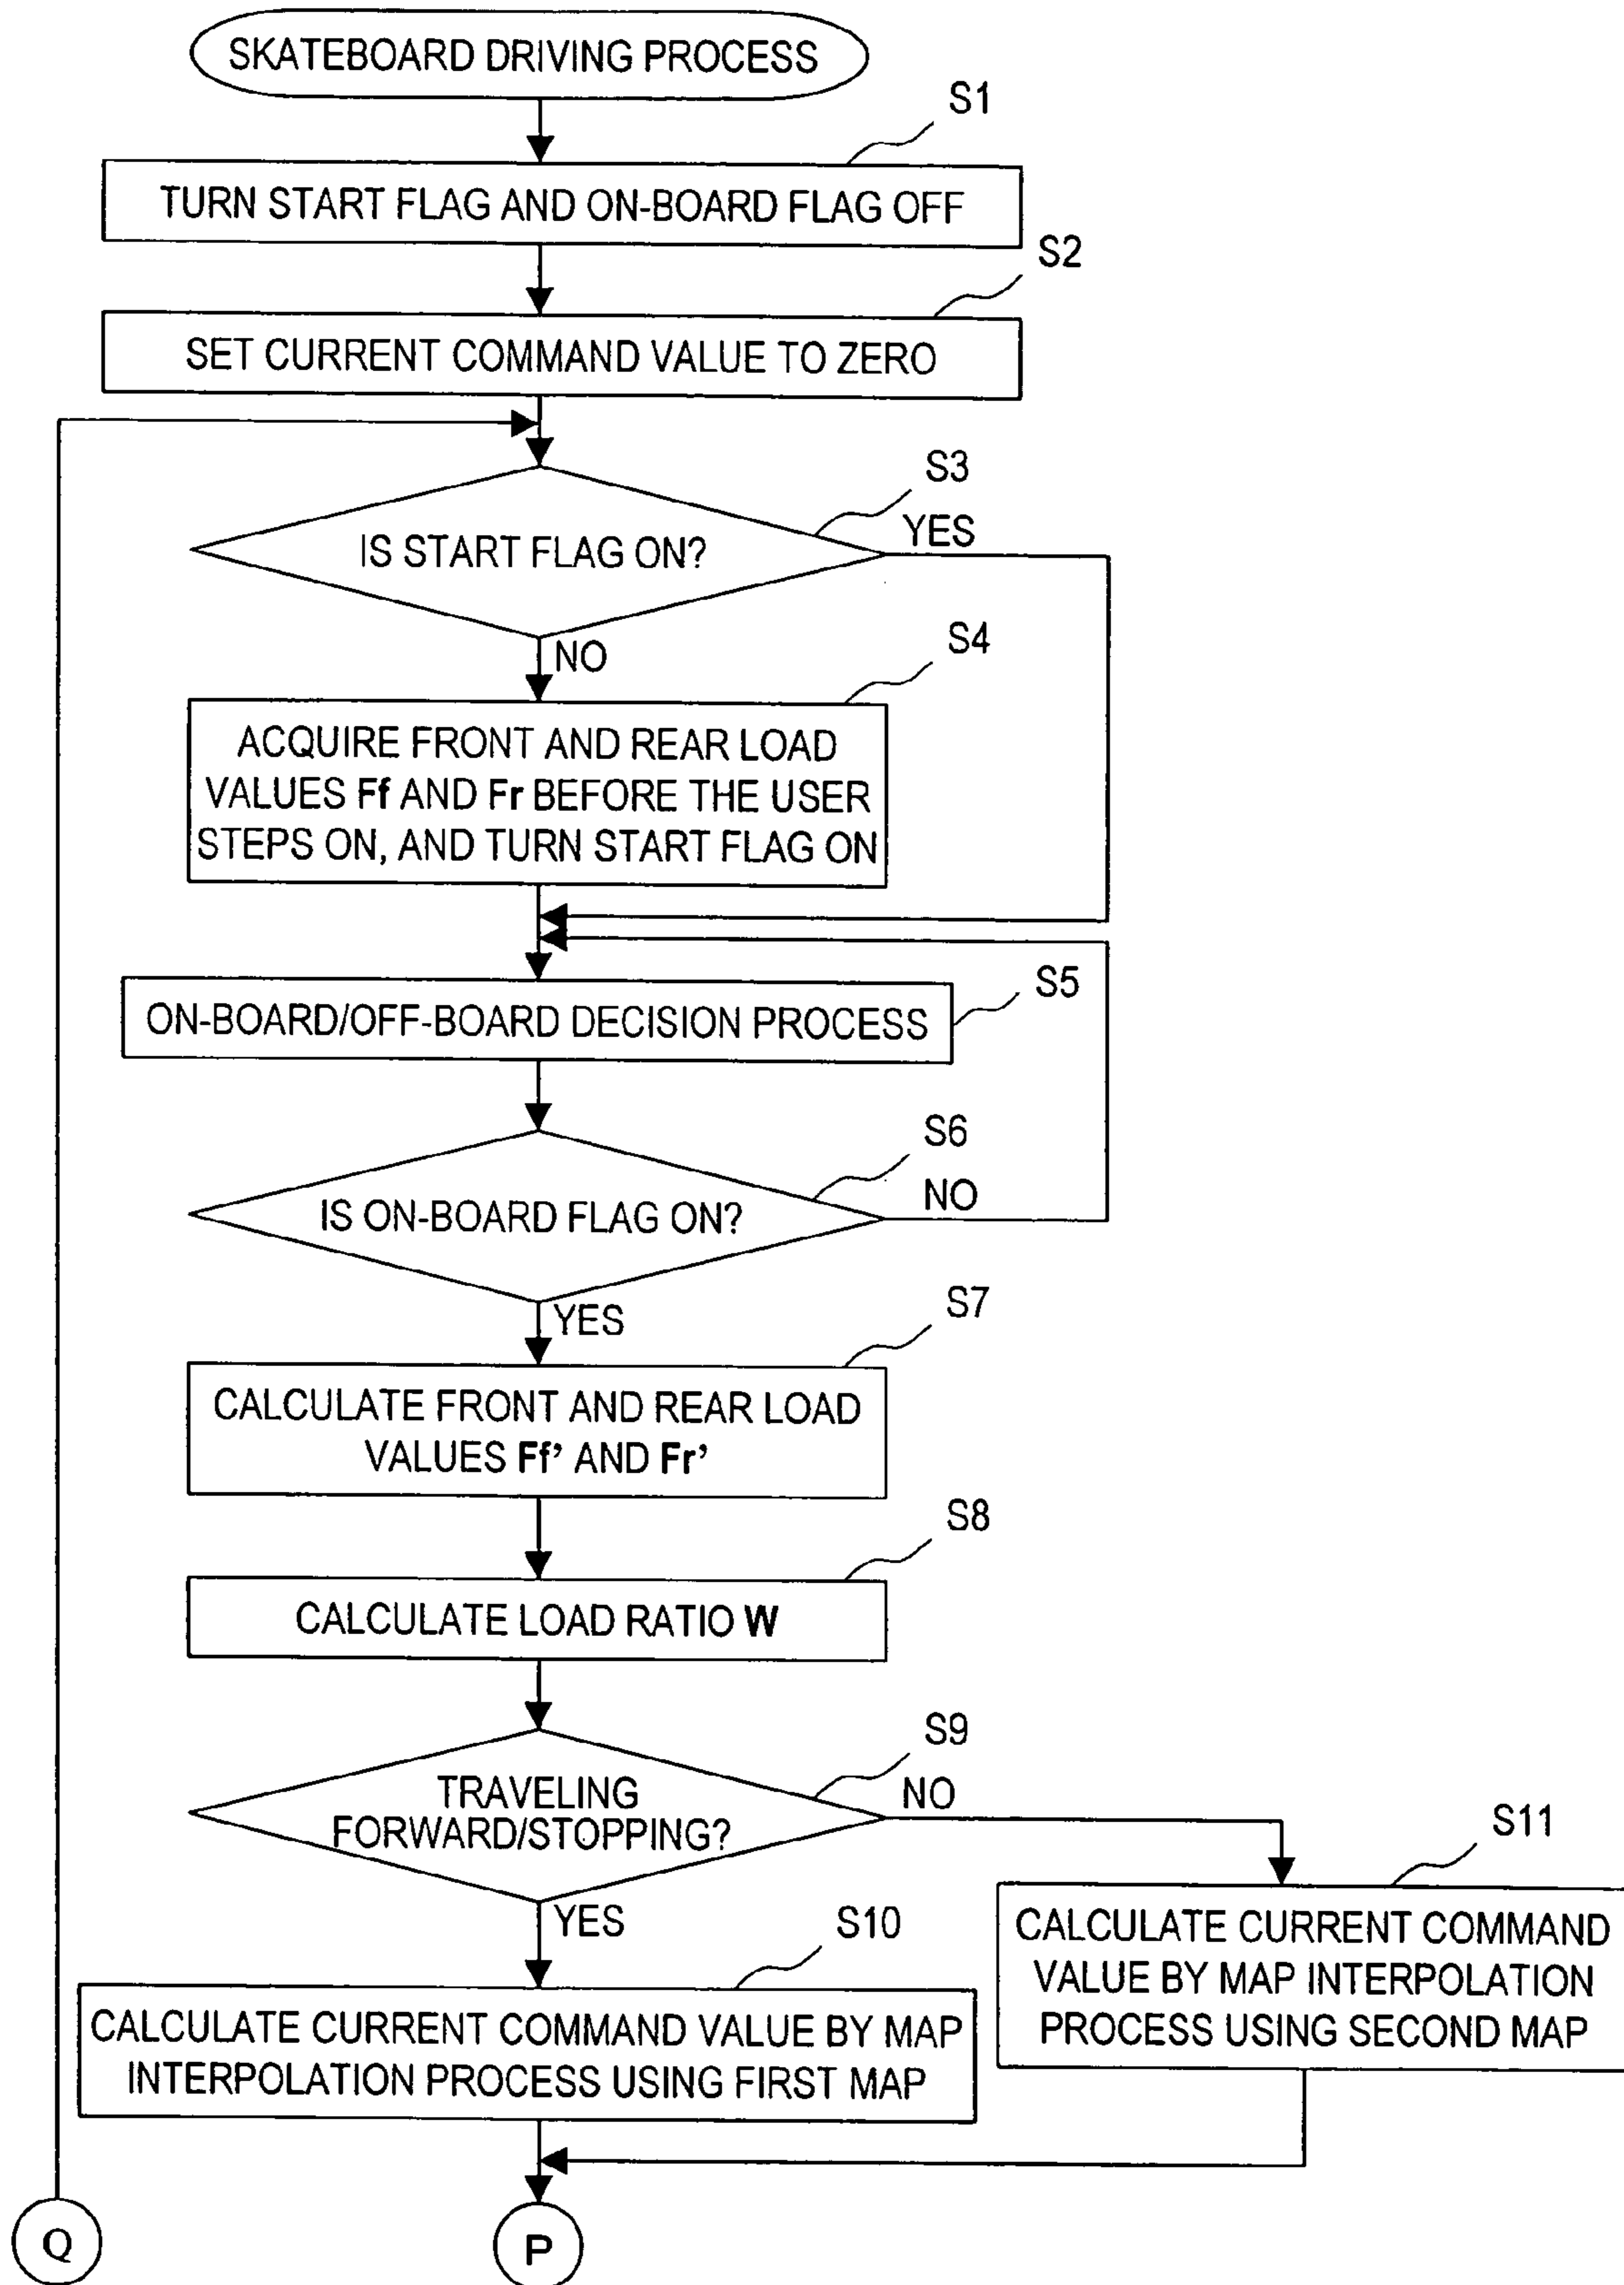 SKATEBOARD DRIVING PROCESS
S1
TURN START FLAG AND ON-BOARD FLAG OFF
S2
SET CURRENT COMMAND VALUE TO ZERO
S3
IS START FLAG ON?
YES
NO
S4
ACQUIRE FRONT AND REAR LOAD
VALUES Ff AND Fr BEFORE THE USER
STEPS ON, AND TURN START FLAG ON
S5
ON-BOARD/OFF-BOARD DECISION PROCESS
S6
IS ON-BOARD FLAG ON?
NO
YES
S7
CALCULATE FRONT AND REAR LOAD
VALUES Ff' AND Fr'
S8
CALCULATE LOAD RATIO W
S9
TRAVELING
FORWARD/STOPPING?
NO
YES
S11
CALCULATE CURRENT COMMAND
VALUE BY MAP INTERPOLATION
PROCESS USING SECOND MAP
S10
CALCULATE CURRENT COMMAND VALUE BY MAP
INTERPOLATION PROCESS USING FIRST MAP
Q
P